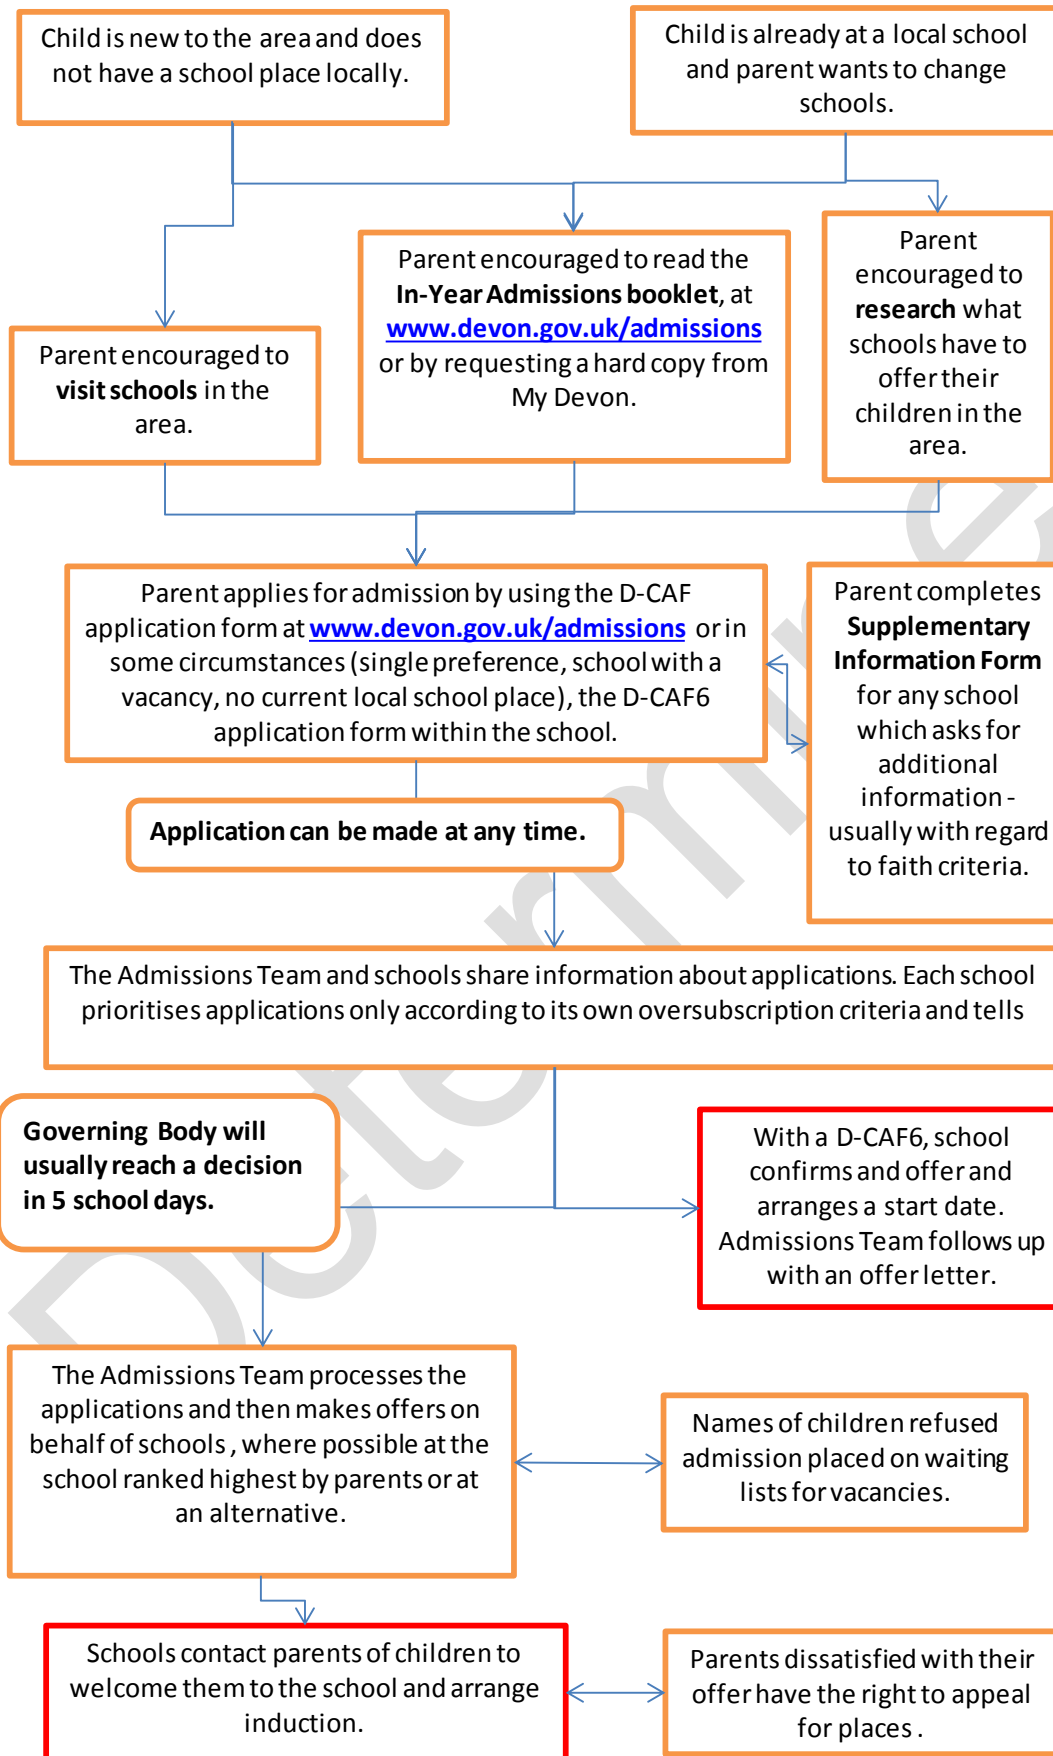 Child is new to the area and does
not have a school place locally.
Child is already at a local school
and parent wants to change
schools.
Parent encouraged to
visit schools in the
area.
Parent encouraged to read the
In-Year Admissions booklet, at
www.devon.gov.uk/admissions
or by requesting a hard copy from
My Devon.
Parent
encouraged to
research what
schools have to
offer their
children in the
area.
Parent applies for admission by using the D-CAF
application form at www.devon.gov.uk/admissions or in
some circumstances (single preference, school with a
vacancy, no current local school place), the D-CAF6
application form within the school.
Parent completes
Supplementary
Information Form
for any school
which asks for
additional
information -
usually with regard
to faith criteria.
Application can be made at any time.
The Admissions Team and schools share information about applications. Each school
prioritises applications only according to its own oversubscription criteria and tells
Governing Body will
usually reach a decision
in 5 school days.
With a D-CAF6, school
confirms and offer and
arranges a start date.
Admissions Team follows up
with an offer letter.
The Admissions Team processes the
applications and then makes offers on
behalf of schools , where possible at the
school ranked highest by parents or at
an alternative.
Names of children refused
admission placed on waiting
lists for vacancies.
Schools contact parents of children to
welcome them to the school and arrange
induction.
Parents dissatisfied with their
offer have the right to appeal
for places .
Determine